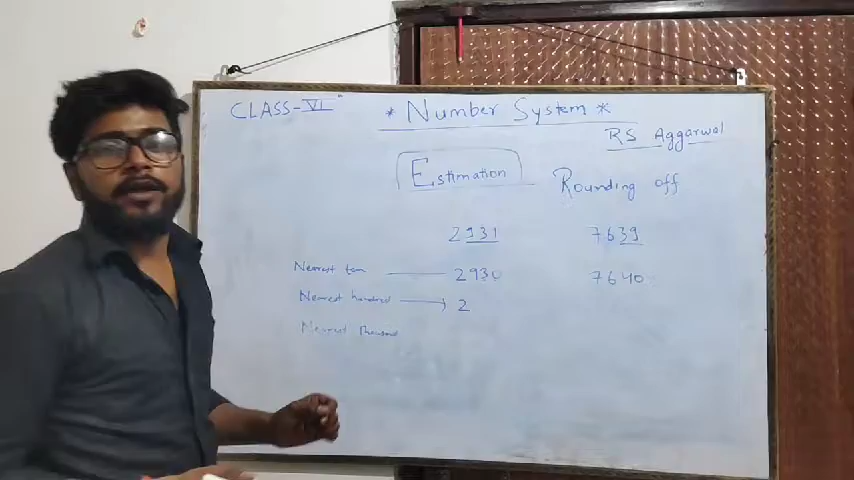 CLASS-VI" * Number System *
RS Aggarwal
Estimation Rounding off
2931 7639
Nearest ten 2930 7640
Nearest hundred 2
Nearest Thousand